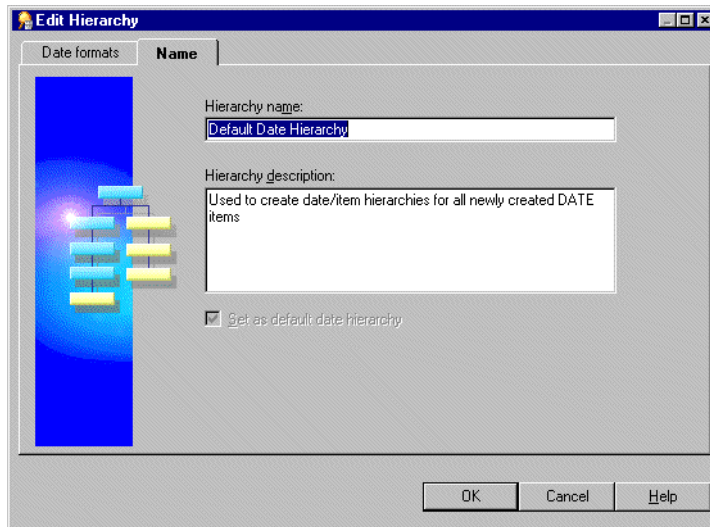 Edit Hierarchy
Date formats
Name
Hierarchy name:
Default Date Hierarchy
Hierarchy description:
Used to create date/item hierarchies for all newly created DATE
items
Set as default date hierarchy
OK
Cancel
Help